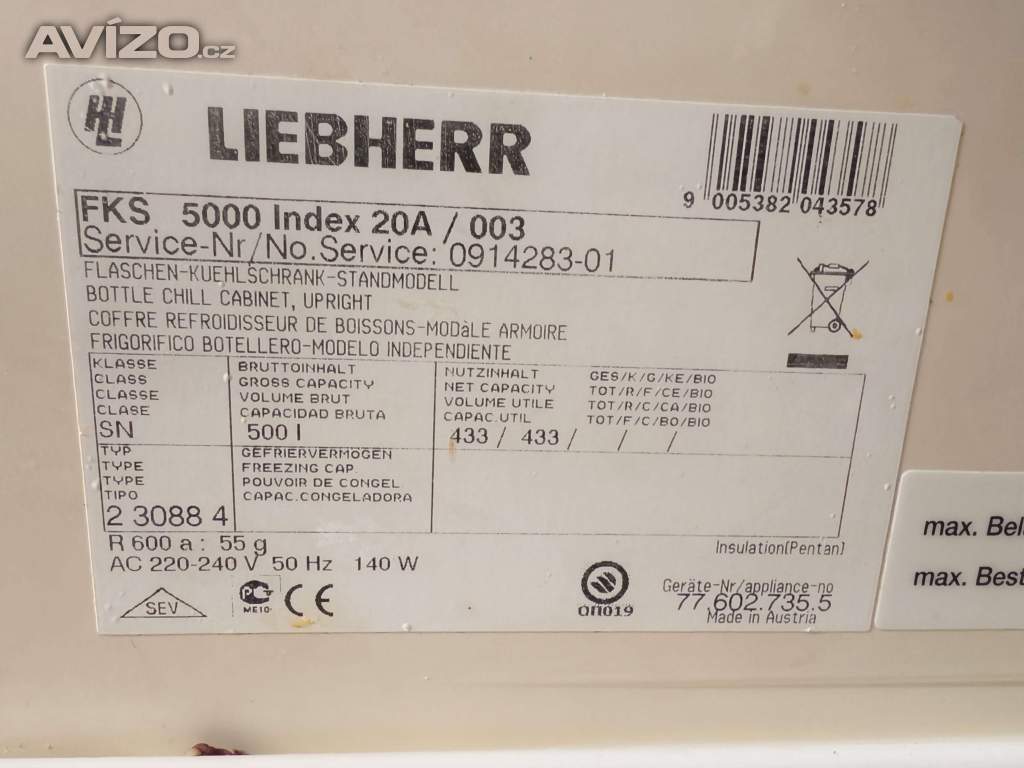 AVÍZO.cz
LIEBHERR
9 005382 043578
FKS 5000 Index 20A / 003
Service-Nr/No.Service: 0914283-01
FLASCHEN-KUEHLSCHRANK-STANDMODELL
BOTTLE CHILL CABINET, UPRIGHT
COFFRE REFROIDISSEUR DE BOISSONS-MODàLE ARMOIRE
FRIGORIFICO BOTELLERO-MODELO INDEPENDIENTE
KLASSE BRUTTOINHALT NUTZINHALT GES/K/G/KE/BIO
CLASS GROSS CAPACITY NET CAPACITY TOT/R/F/CE/BIO
CLASSE VOLUME BRUT VOLUME UTILE TOT/R/C/CA/BIO
CLASE CAPACIDAD BRUTA CAPAC.UTIL TOT/F/C/BO/BIO
SN 500 l 433 / 433 / / /
TYP GEFRIERVERMOGEN
TYPE FREEZING CAP.
TYPE POUVOIR DE CONGEL
TIPO CAPAC.CONGELADORA
2 3088 4
R 600 a : 55 g Insulation(Pentan)
AC 220-240 V 50 Hz 140 W
SEV ME10 CE ОП019
Geräte-Nr/appliance-no
77.602.735.5
Made in Austria
max. Bel
max. Best